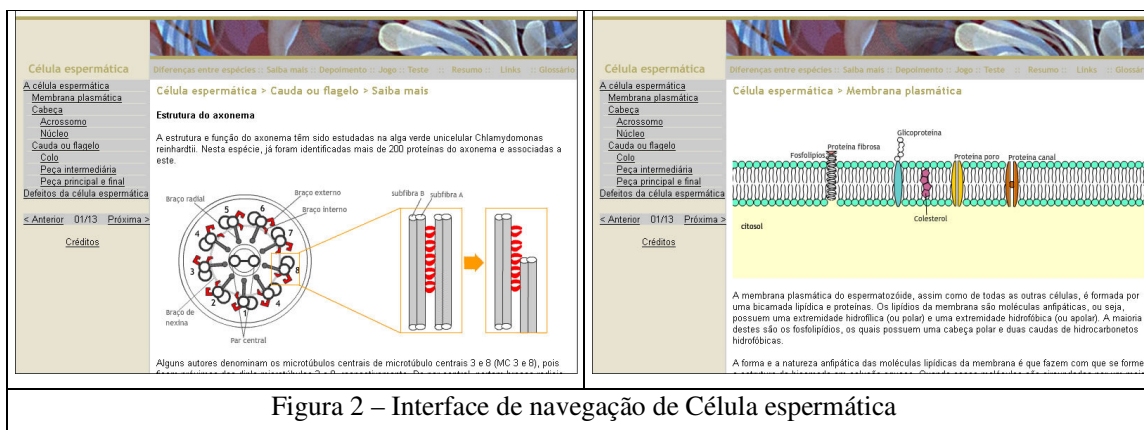 Célula espermática
Diferenças entre espécies :: Saiba mais :: Depoimento :: Jogo :: Teste :: Resumo :: Links :: Glossário
A célula espermática
Membrana plasmática
Cabeça
Acrossomo
Núcleo
Cauda ou flagelo
Colo
Peça intermediária
Peça principal e final
Defeitos da célula espermática
< Anterior 01/13 Próxima >
Créditos
Célula espermática > Cauda ou flagelo > Saiba mais
Estrutura do axonema
A estrutura e função do axonema têm sido estudadas na alga verde unicelular Chlamydomonas
reinhardtii. Nesta espécie, já foram identificadas mais de 200 proteínas do axonema e associadas a
este.
Braço externo
Braço radial
Braço interno
subfibra B
subfibra A
5
6
4
7
3
8
2
1
4
Braço de
nexina
Par central
Alguns autores denominam os microtúbulos centrais de microtúbulo centrais 3 e 8 (MC 3 e 8), pois
Célula espermática
Diferenças entre espécies :: Saiba mais :: Depoimento :: Jogo :: Teste :: Resumo :: Links ::
A célula espermática
Membrana plasmática
Cabeça
Acrossomo
Núcleo
Cauda ou flagelo
Colo
Peça intermediária
Peça principal e final
Defeitos da célula espermática
< Anterior 01/13 Próxima >
Créditos
Célula espermática > Membrana plasmática
Glicoproteína
Fosfolípios
Proteína fibrosa
Proteína poro
Proteína canal
Colesterol
citosol
A membrana plasmática do espermatozóide, assim como de todas as outras células, é formada por
uma bicamada lipídica e proteínas. Os lipídios da membrana são moléculas anfipáticas, ou seja,
possuem uma extremidade hidrofílica (ou polar) e uma extremidade hidrofóbica (ou apolar). A maioria
destes são os fosfolipídios, os quais possuem uma cabeça polar e duas caudas de hidrocarbonetos
hidrofóbicas.
A forma e a natureza anfipática das moléculas lipídicas da membrana é que fazem com que se forme
Figura 2 – Interface de navegação de Célula espermática